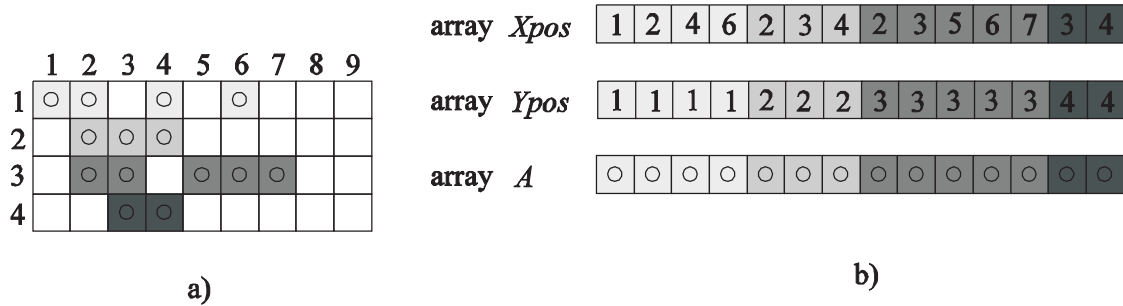 array Xpos 1 2 4 6 2 3 4 2 3 5 6 7 3 4
1 2 3 4 5 6 7 8 9
1
array Ypos 1 1 1 1 2 2 2 3 3 3 3 3 4 4
2
3
array A
4
a)
b)